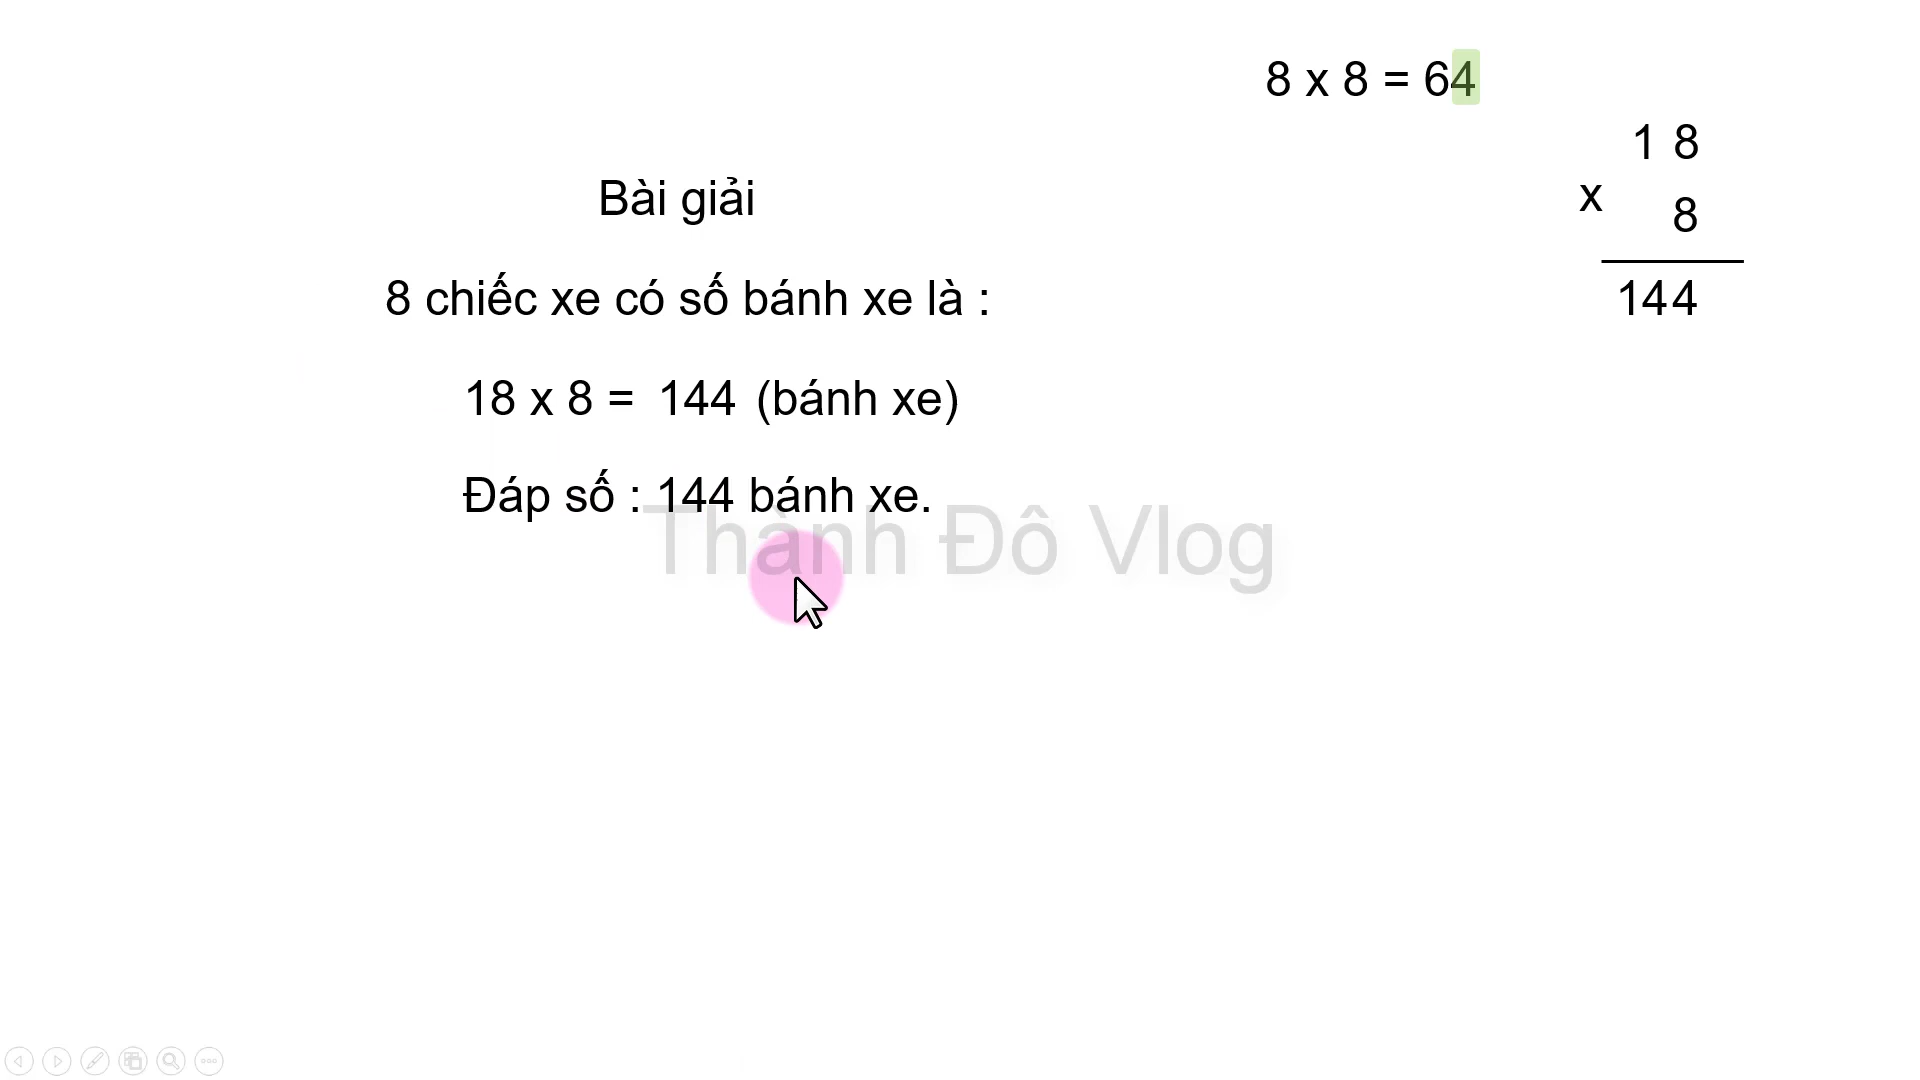 8 x 8 = 64
1 8
x
8
144
Bài giải
8 chiếc xe có số bánh xe là :
18 x 8 = 144 (bánh xe)
Đáp số : 144 bánh xe.
Thành Đô Vlog